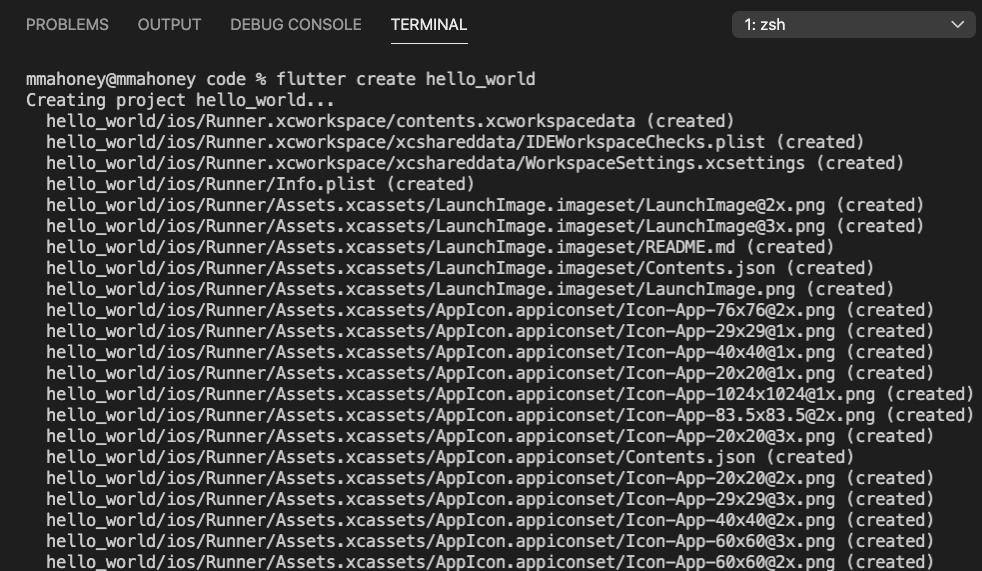 PROBLEMS OUTPUT DEBUG CONSOLE TERMINAL 1: zsh
mmahoney@mmahoney code % flutter create hello_world
Creating project hello_world...
  hello_world/ios/Runner.xcworkspace/contents.xcworkspacedata (created)
  hello_world/ios/Runner.xcworkspace/xcshareddata/IDEWorkspaceChecks.plist (created)
  hello_world/ios/Runner.xcworkspace/xcshareddata/WorkspaceSettings.xcsettings (created)
  hello_world/ios/Runner/Info.plist (created)
  hello_world/ios/Runner/Assets.xcassets/LaunchImage.imageset/LaunchImage@2x.png (created)
  hello_world/ios/Runner/Assets.xcassets/LaunchImage.imageset/LaunchImage@3x.png (created)
  hello_world/ios/Runner/Assets.xcassets/LaunchImage.imageset/README.md (created)
  hello_world/ios/Runner/Assets.xcassets/LaunchImage.imageset/Contents.json (created)
  hello_world/ios/Runner/Assets.xcassets/LaunchImage.imageset/LaunchImage.png (created)
  hello_world/ios/Runner/Assets.xcassets/AppIcon.appiconset/Icon-App-76x76@2x.png (created)
  hello_world/ios/Runner/Assets.xcassets/AppIcon.appiconset/Icon-App-29x29@1x.png (created)
  hello_world/ios/Runner/Assets.xcassets/AppIcon.appiconset/Icon-App-40x40@1x.png (created)
  hello_world/ios/Runner/Assets.xcassets/AppIcon.appiconset/Icon-App-20x20@1x.png (created)
  hello_world/ios/Runner/Assets.xcassets/AppIcon.appiconset/Icon-App-1024x1024@1x.png (created)
  hello_world/ios/Runner/Assets.xcassets/AppIcon.appiconset/Icon-App-83.5x83.5@2x.png (created)
  hello_world/ios/Runner/Assets.xcassets/AppIcon.appiconset/Icon-App-20x20@3x.png (created)
  hello_world/ios/Runner/Assets.xcassets/AppIcon.appiconset/Contents.json (created)
  hello_world/ios/Runner/Assets.xcassets/AppIcon.appiconset/Icon-App-20x20@2x.png (created)
  hello_world/ios/Runner/Assets.xcassets/AppIcon.appiconset/Icon-App-29x29@3x.png (created)
  hello_world/ios/Runner/Assets.xcassets/AppIcon.appiconset/Icon-App-40x40@2x.png (created)
  hello_world/ios/Runner/Assets.xcassets/AppIcon.appiconset/Icon-App-60x60@3x.png (created)
  hello_world/ios/Runner/Assets.xcassets/AppIcon.appiconset/Icon-App-60x60@2x.png (created)